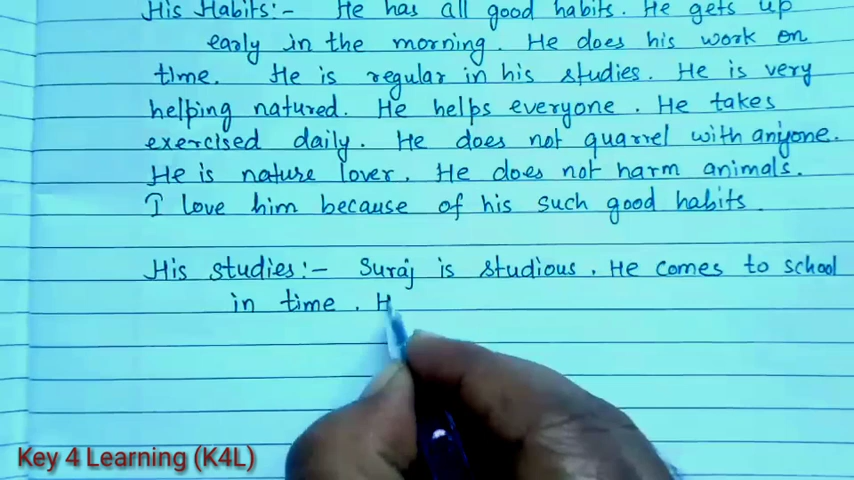 His Habits:- He has all good habits. He gets up
early in the morning. He does his work on
time. He is regular in his studies. He is very
helping natured. He helps everyone. He takes
exercised daily. He does not quarrel with anyone.
He is nature lover. He does not harm animals.
I love him because of his such good habits.
His studies:- Suraj is studious. He comes to school
in time. H
Key 4 Learning (K4L)